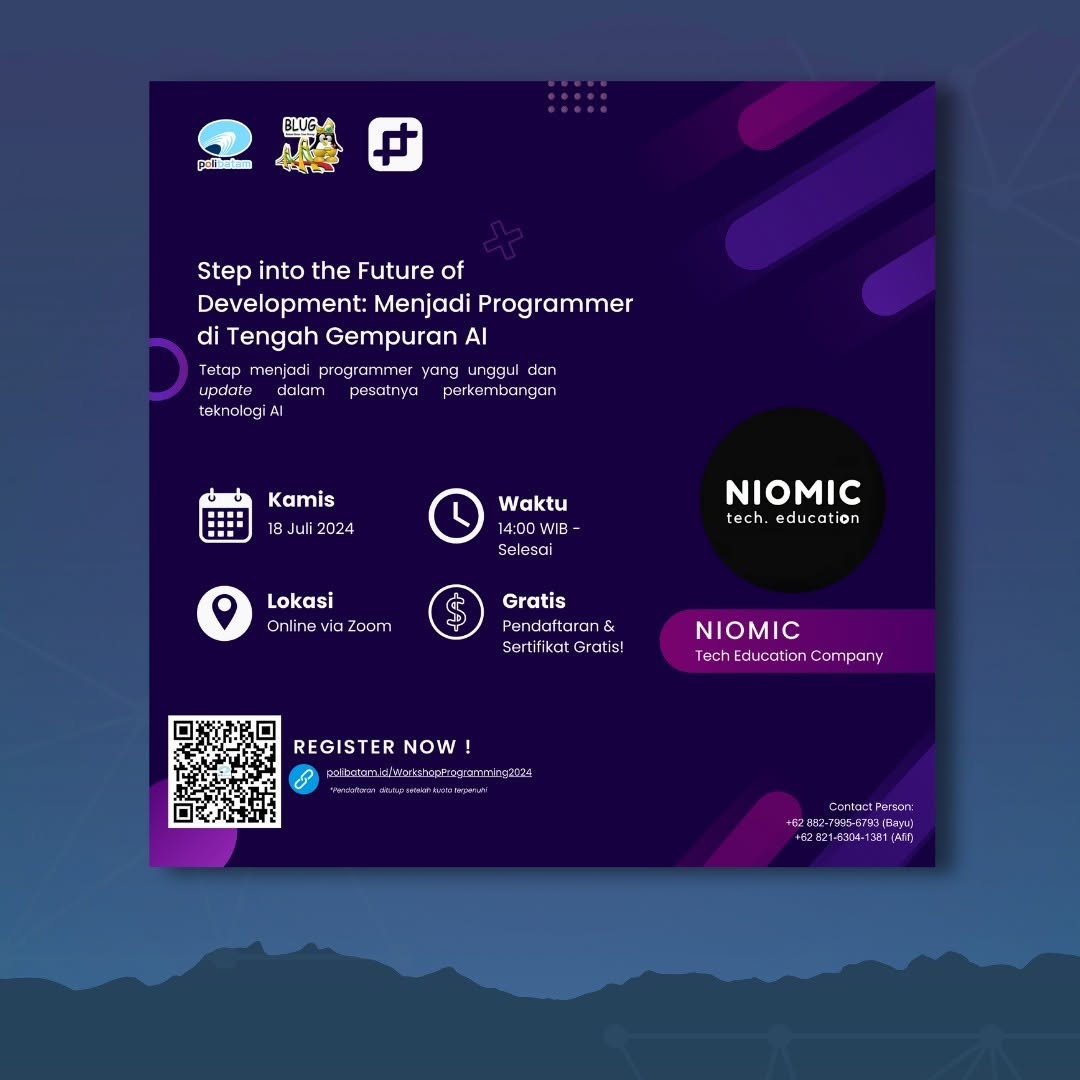 polibatam
BLUG
Step into the Future of
Development: Menjadi Programmer
di Tengah Gempuran AI
Tetap menjadi programmer yang unggul dan
update dalam pesatnya perkembangan
teknologi AI
Kamis
18 Juli 2024
Waktu
14:00 WIB -
Selesai
Lokasi
Online via Zoom
Gratis
Pendaftaran &
Sertifikat Gratis!
NIOMIC
tech. education
NIOMIC
Tech Education Company
REGISTER NOW !
polibatam.id/WorkshopProgramming2024
*Pendaftaran ditutup setelah kuota terpenuhi
Contact Person:
+62 882-7995-6793 (Bayu)
+62 821-6304-1381 (Afif)